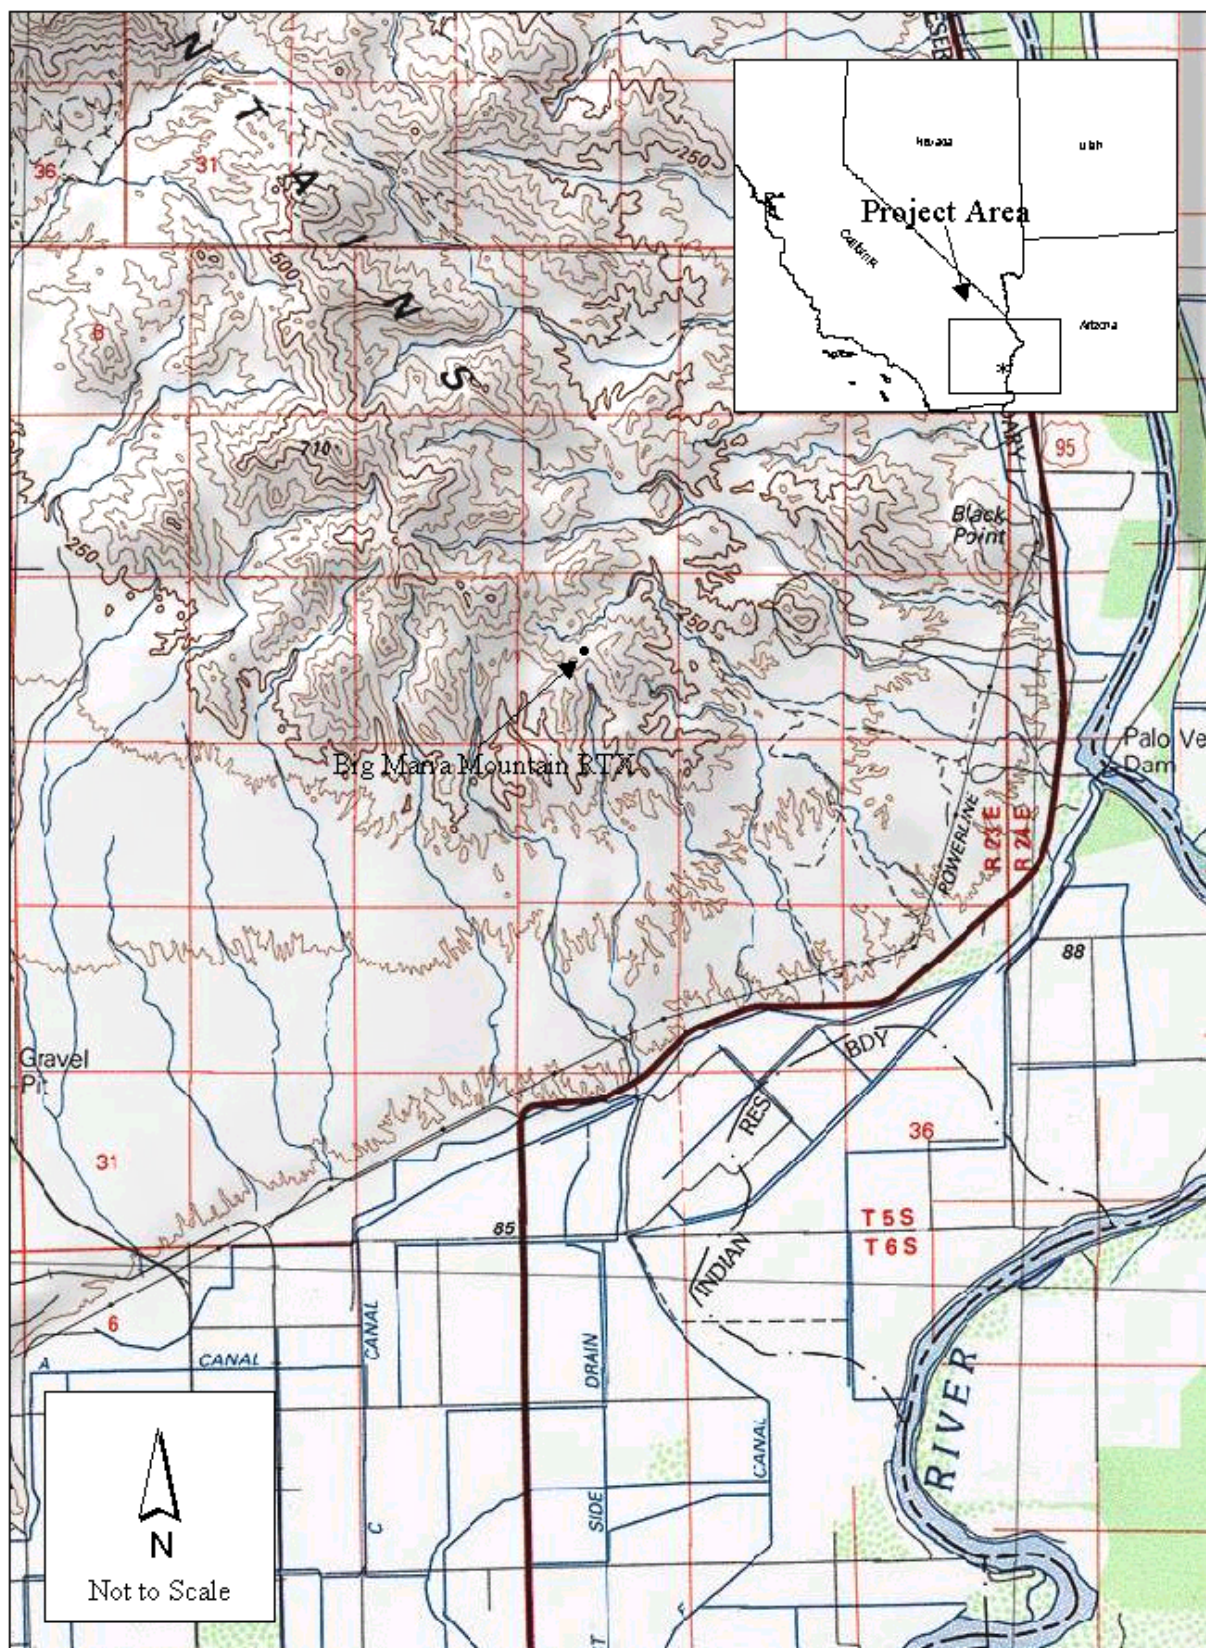 N
T
A
I
N
S
36
31
500
250
8
710
250
250
ESER
Nevada
Utah
Project Area
California
Arizona
*
95
Black
Point
Big Maria Mountain RTX
Palo Ve
Dam
POWERLINE
R 23 E
R 24 E
88
Gravel
Pit
BDY
RES
INDIAN
36
31
T 5 S
T 6 S
85
6
A
CANAL
CANAL
DRAIN
CANAL
SIDE
C
F
T
RIVER
N
Not to Scale